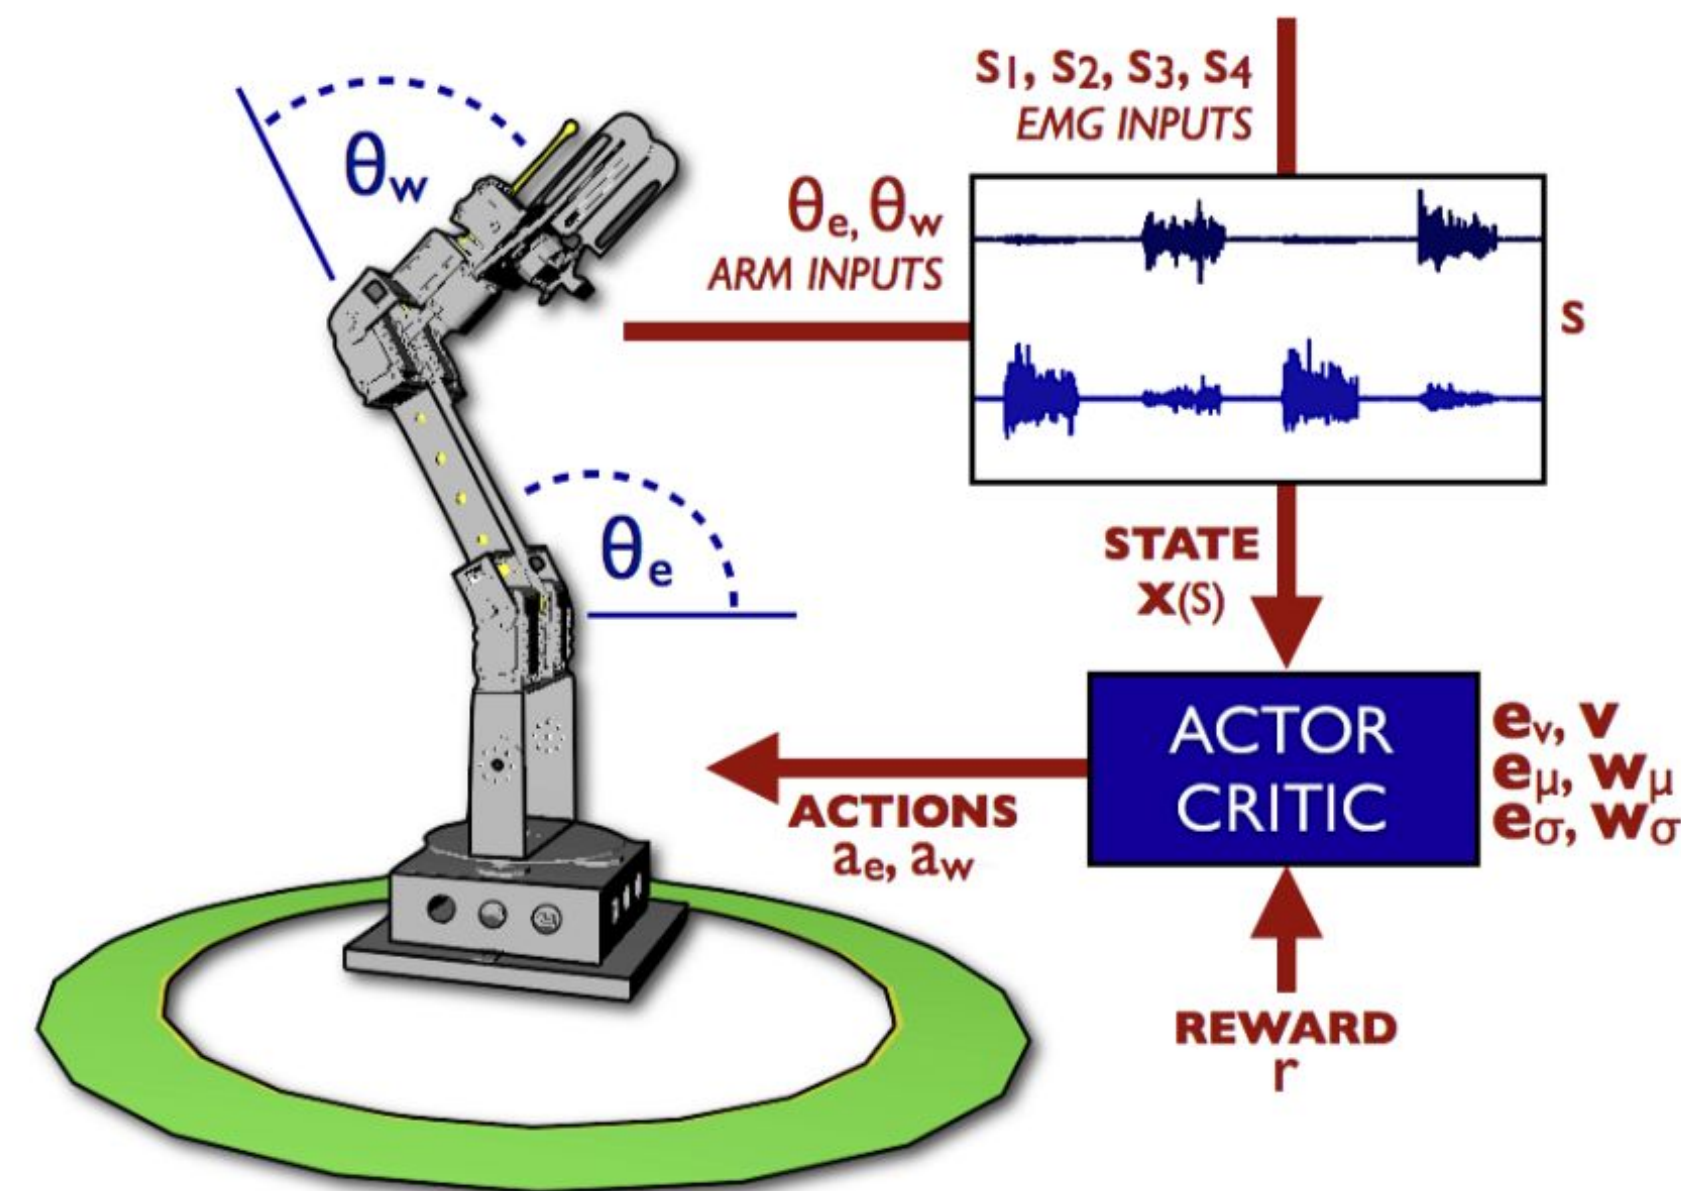 θw
S1, S2, S3, S4
EMG INPUTS
θe, θw
ARM INPUTS
s
θe
STATE
x(s)
ACTOR
CRITIC
ev, v
eμ, wμ
eσ, wσ
ACTIONS
ae, aw
REWARD
r